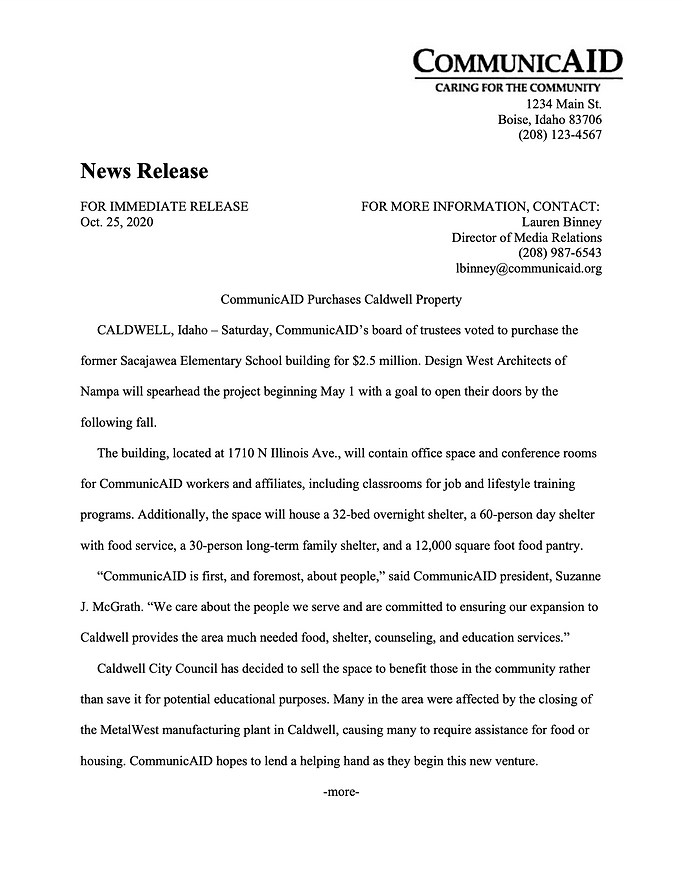 COMMUNICAID
CARING FOR THE COMMUNITY
1234 Main St.
Boise, Idaho 83706
(208) 123-4567
News Release
FOR IMMEDIATE RELEASE
Oct. 25, 2020
FOR MORE INFORMATION, CONTACT:
Lauren Binney
Director of Media Relations
(208) 987-6543
lbinney@communicaid.org
CommunicAID Purchases Caldwell Property
CALDWELL, Idaho – Saturday, CommunicAID’s board of trustees voted to purchase the
former Sacajawea Elementary School building for $2.5 million. Design West Architects of
Nampa will spearhead the project beginning May 1 with a goal to open their doors by the
following fall.
The building, located at 1710 N Illinois Ave., will contain office space and conference rooms
for CommunicAID workers and affiliates, including classrooms for job and lifestyle training
programs. Additionally, the space will house a 32-bed overnight shelter, a 60-person day shelter
with food service, a 30-person long-term family shelter, and a 12,000 square foot food pantry.
“CommunicAID is first, and foremost, about people,” said CommunicAID president, Suzanne
J. McGrath. “We care about the people we serve and are committed to ensuring our expansion to
Caldwell provides the area much needed food, shelter, counseling, and education services.”
Caldwell City Council has decided to sell the space to benefit those in the community rather
than save it for potential educational purposes. Many in the area were affected by the closing of
the MetalWest manufacturing plant in Caldwell, causing many to require assistance for food or
housing. CommunicAID hopes to lend a helping hand as they begin this new venture.
-more-